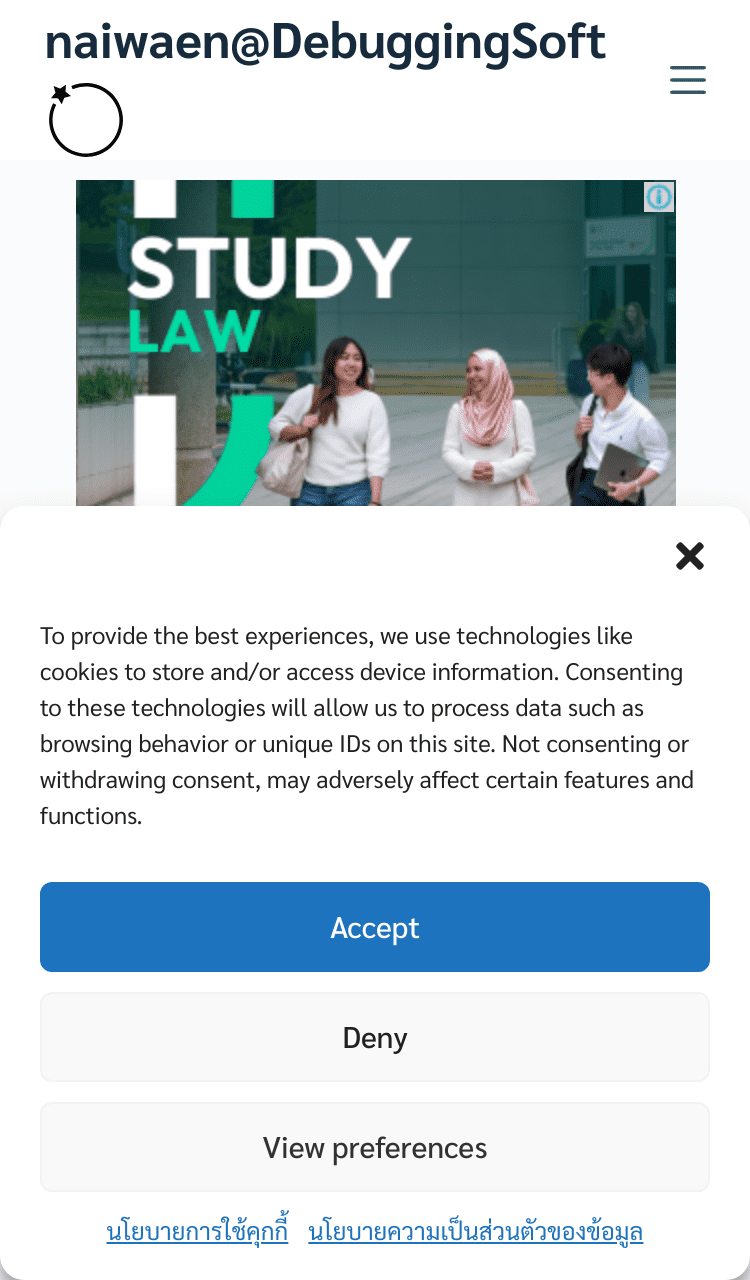 naiwaen@DebuggingSoft
STUDY
LAW
To provide the best experiences, we use technologies like
cookies to store and/or access device information. Consenting
to these technologies will allow us to process data such as
browsing behavior or unique IDs on this site. Not consenting or
withdrawing consent, may adversely affect certain features and
functions.
Accept
Deny
View preferences
นโยบายการใช้คุกกี้ นโยบายความเป็นส่วนตัวของข้อมูล